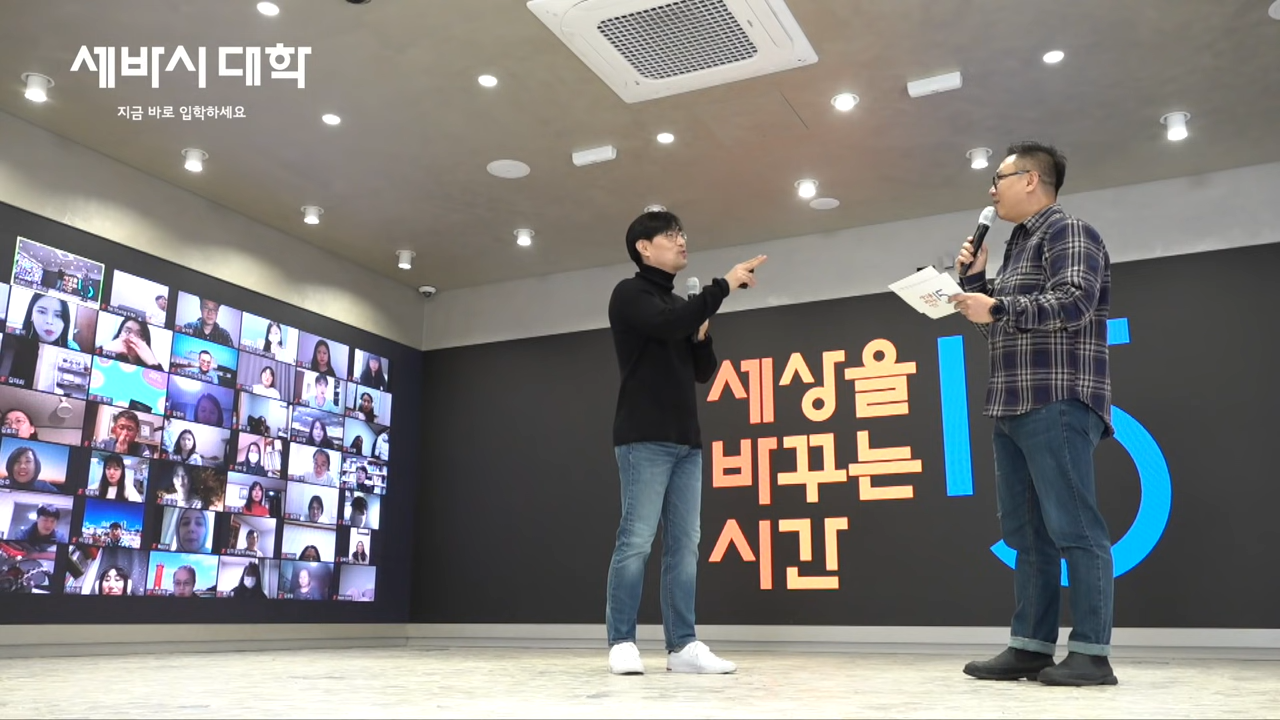 세바시 대학
지금 바로 입학하세요
세상을
바꾸는
시간
15